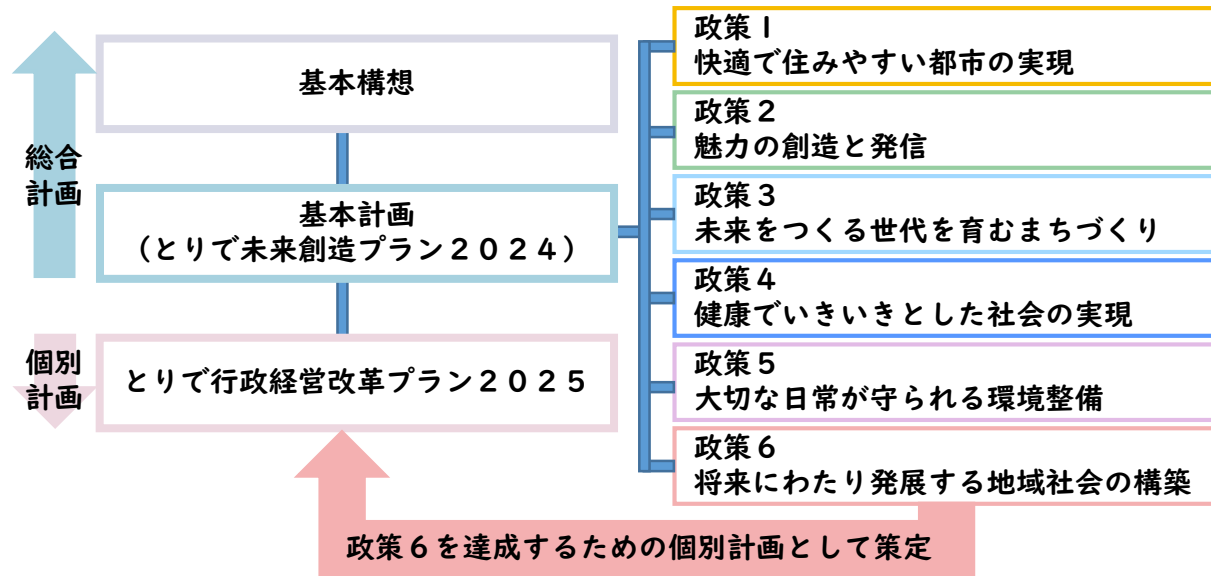 総合
計画
基本構想
基本計画
（とりで未来創造プラン２０２４）
個別
計画
とりで行政経営改革プラン２０２５
政策１
快適で住みやすい都市の実現
政策２
魅力の創造と発信
政策３
未来をつくる世代を育むまちづくり
政策４
健康でいきいきとした社会の実現
政策５
大切な日常が守られる環境整備
政策６
将来にわたり発展する地域社会の構築
政策６を達成するための個別計画として策定